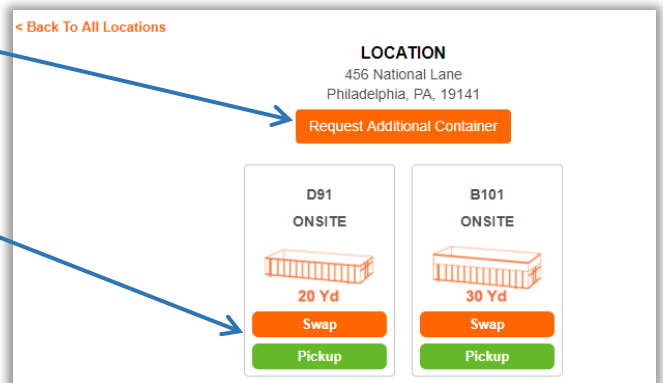 < Back To All Locations
LOCATION
456 National Lane
Philadelphia, PA, 19141
Request Additional Container
D91
ONSITE
20 Yd
Swap
Pickup
B101
ONSITE
30 Yd
Swap
Pickup